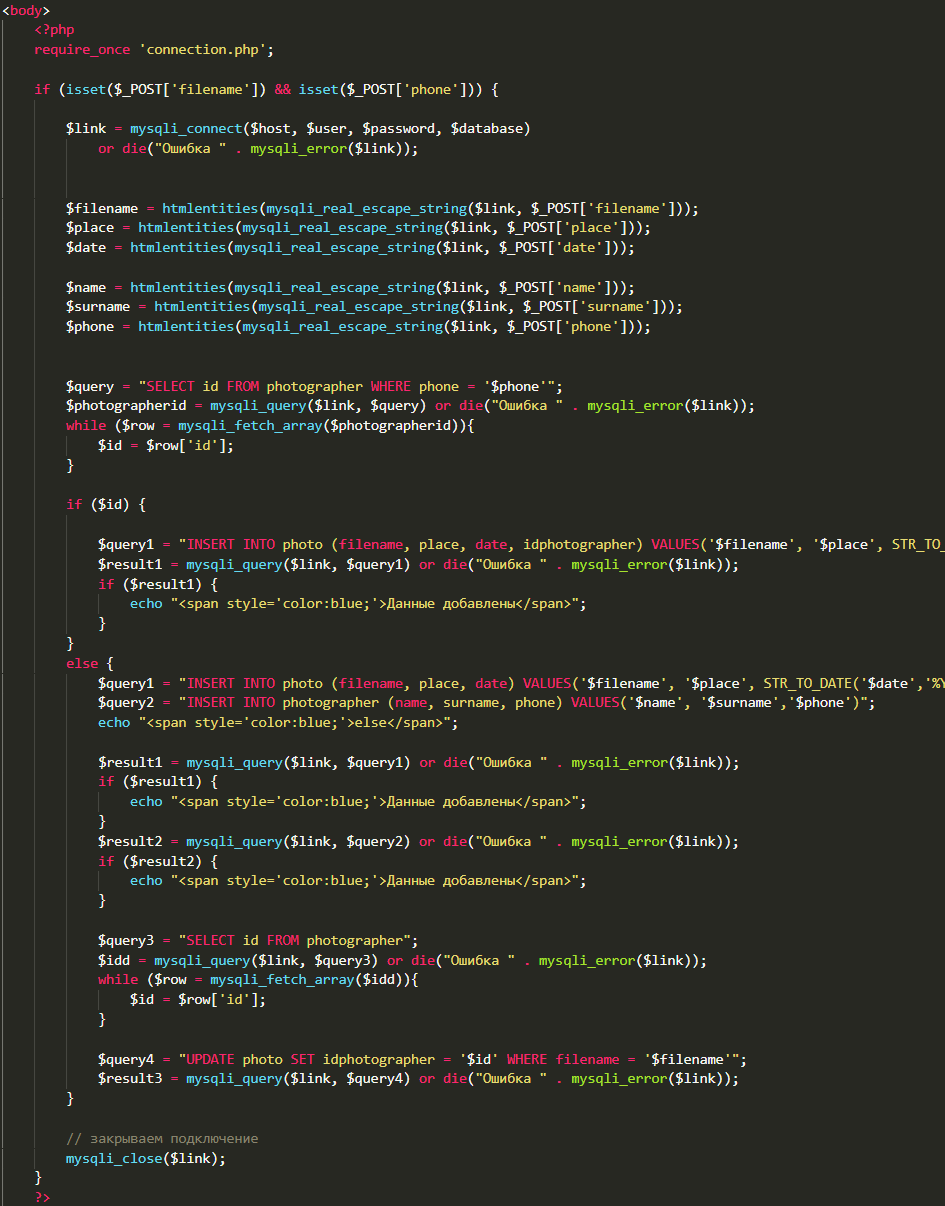 <body>
<?php
require_once 'connection.php';
if (isset($_POST['filename']) && isset($_POST['phone'])) {
$link = mysqli_connect($host, $user, $password, $database)
or die("Ошибка " . mysqli_error($link));
$filename = htmlentities(mysqli_real_escape_string($link, $_POST['filename']));
$place = htmlentities(mysqli_real_escape_string($link, $_POST['place']));
$date = htmlentities(mysqli_real_escape_string($link, $_POST['date']));
$name = htmlentities(mysqli_real_escape_string($link, $_POST['name']));
$surname = htmlentities(mysqli_real_escape_string($link, $_POST['surname']));
$phone = htmlentities(mysqli_real_escape_string($link, $_POST['phone']));
$query = "SELECT id FROM photographer WHERE phone = '$phone'";
$photographerid = mysqli_query($link, $query) or die("Ошибка " . mysqli_error($link));
while ($row = mysqli_fetch_array($photographerid)){
$id = $row['id'];
}
if ($id) {
$query1 = "INSERT INTO photo (filename, place, date, idphotographer) VALUES('$filename', '$place', STR_TO_
$result1 = mysqli_query($link, $query1) or die("Ошибка " . mysqli_error($link));
if ($result1) {
echo "<span style='color:blue;'>Данные добавлены</span>";
}
}
else {
$query1 = "INSERT INTO photo (filename, place, date) VALUES('$filename', '$place', STR_TO_DATE('$date','%Y
$query2 = "INSERT INTO photographer (name, surname, phone) VALUES('$name', '$surname','$phone')";
echo "<span style='color:blue;'>else</span>";
$result1 = mysqli_query($link, $query1) or die("Ошибка " . mysqli_error($link));
if ($result1) {
echo "<span style='color:blue;'>Данные добавлены</span>";
}
$result2 = mysqli_query($link, $query2) or die("Ошибка " . mysqli_error($link));
if ($result2) {
echo "<span style='color:blue;'>Данные добавлены</span>";
}
$query3 = "SELECT id FROM photographer";
$idd = mysqli_query($link, $query3) or die("Ошибка " . mysqli_error($link));
while ($row = mysqli_fetch_array($idd)){
$id = $row['id'];
}
$query4 = "UPDATE photo SET idphotographer = '$id' WHERE filename = '$filename'";
$result3 = mysqli_query($link, $query4) or die("Ошибка " . mysqli_error($link));
}
// закрываем подключение
mysqli_close($link);
}
?>